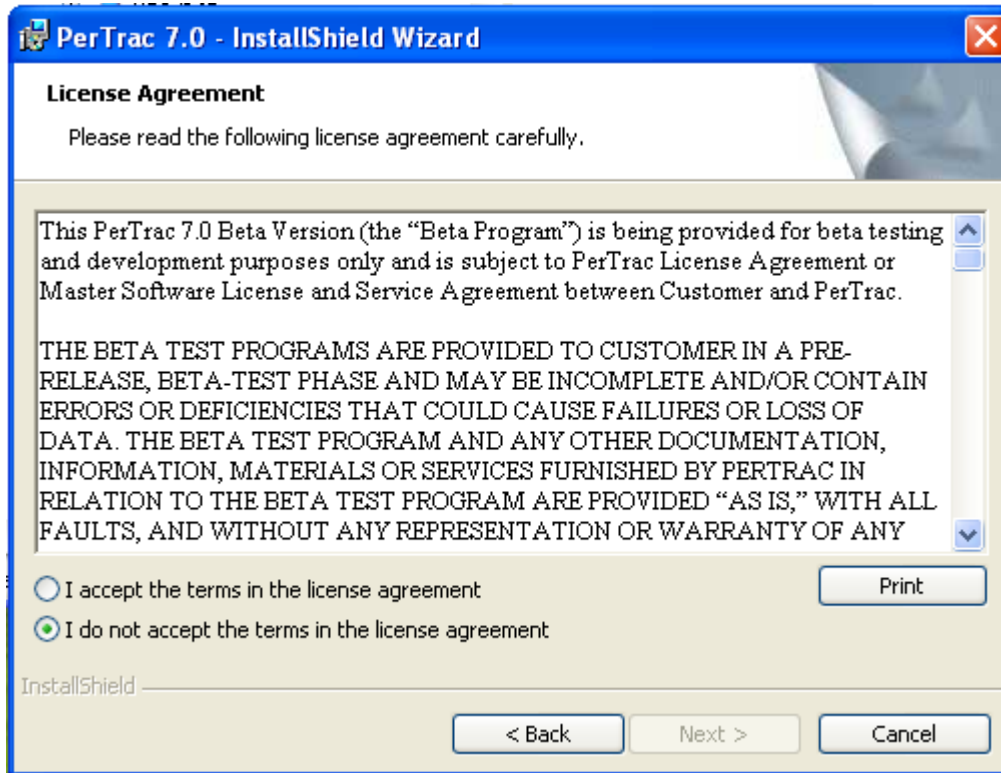 PerTrac 7.0 - InstallShield Wizard
License Agreement
Please read the following license agreement carefully.
This PerTrac 7.0 Beta Version (the “Beta Program”) is being provided for beta testing
and development purposes only and is subject to PerTrac License Agreement or
Master Software License and Service Agreement between Customer and PerTrac.
THE BETA TEST PROGRAMS ARE PROVIDED TO CUSTOMER IN A PRE-
RELEASE, BETA-TEST PHASE AND MAY BE INCOMPLETE AND/OR CONTAIN
ERRORS OR DEFICIENCIES THAT COULD CAUSE FAILURES OR LOSS OF
DATA. THE BETA TEST PROGRAM AND ANY OTHER DOCUMENTATION,
INFORMATION, MATERIALS OR SERVICES FURNISHED BY PERTRAC IN
RELATION TO THE BETA TEST PROGRAM ARE PROVIDED “AS IS,” WITH ALL
FAULTS, AND WITHOUT ANY REPRESENTATION OR WARRANTY OF ANY
I accept the terms in the license agreement
Print
I do not accept the terms in the license agreement
InstallShield
< Back
Next >
Cancel